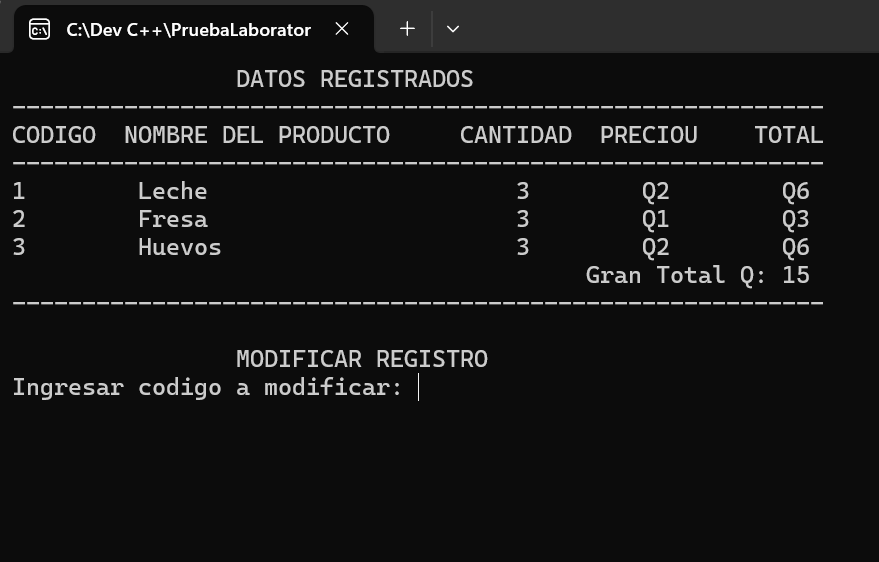 C:\Dev C++\PruebaLaborator
DATOS REGISTRADOS
----------------------------------------------------------
CODIGO  NOMBRE DEL PRODUCTO     CANTIDAD  PRECIOU    TOTAL
----------------------------------------------------------
1        Leche                      3        Q2        Q6
2        Fresa                      3        Q1        Q3
3        Huevos                     3        Q2        Q6
Gran Total Q: 15
----------------------------------------------------------
MODIFICAR REGISTRO
Ingresar codigo a modificar: